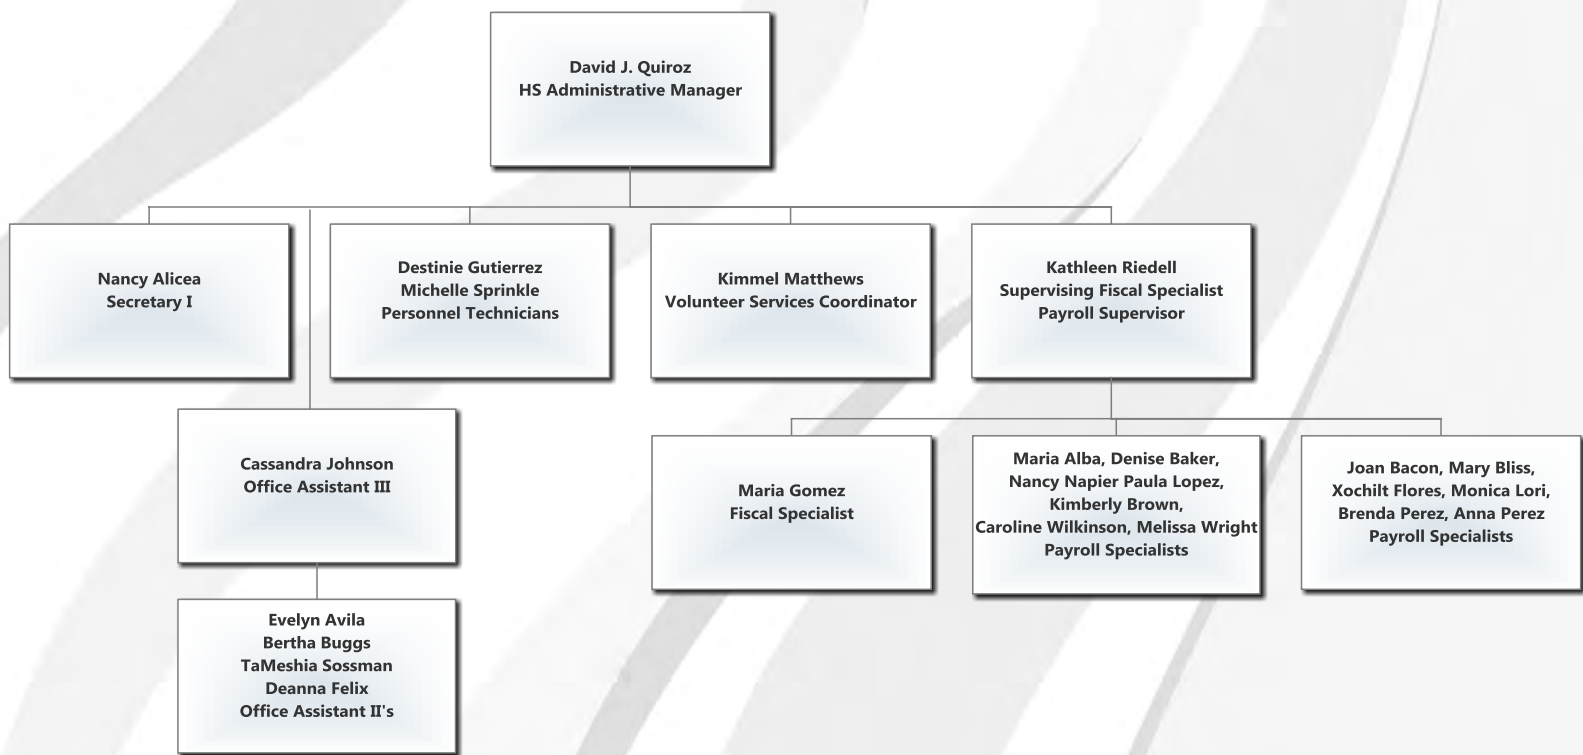 David J. Quiroz
HS Administrative Manager
Nancy Alicea
Secretary I
Destinie Gutierrez
Michelle Sprinkle
Personnel Technicians
Kimmel Matthews
Volunteer Services Coordinator
Kathleen Riedell
Supervising Fiscal Specialist
Payroll Supervisor
Cassandra Johnson
Office Assistant III
Maria Gomez
Fiscal Specialist
Maria Alba, Denise Baker,
Nancy Napier Paula Lopez,
Kimberly Brown,
Caroline Wilkinson, Melissa Wright
Payroll Specialists
Joan Bacon, Mary Bliss,
Xochilt Flores, Monica Lori,
Brenda Perez, Anna Perez
Payroll Specialists
Evelyn Avila
Bertha Buggs
TaMeshia Sossman
Deanna Felix
Office Assistant II's